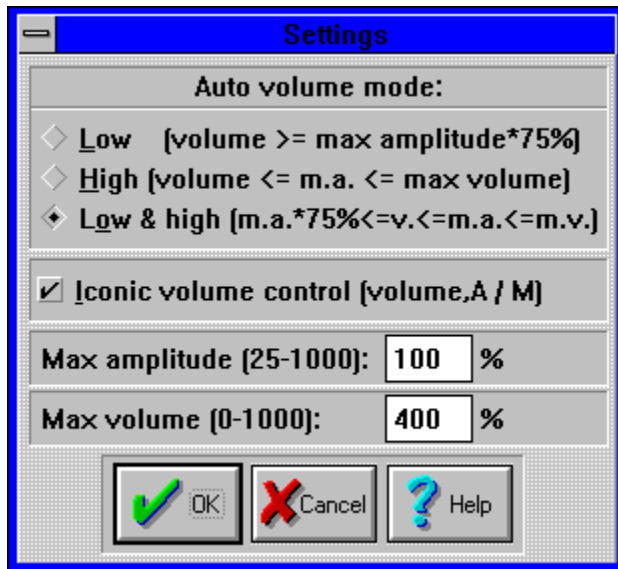 Settings
Auto volume mode:
Low (volume >= max amplitude*75%)
High (volume <= m.a. <= max volume)
Low & high (m.a.*75%<=v.<=m.a.<=m.v.)
Iconic volume control (volume,A / M)
Max amplitude (25-1000): 100 %
Max volume (0-1000): 400 %
OK Cancel Help